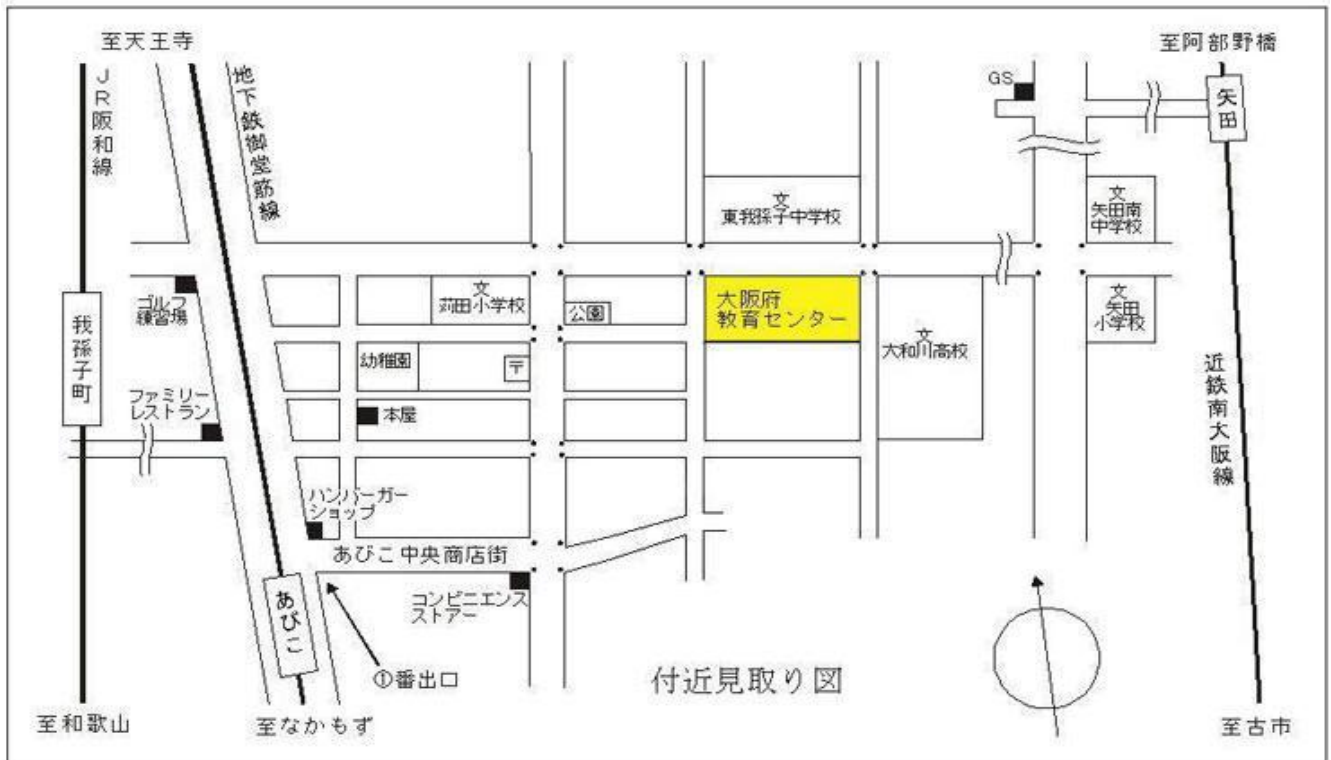 至天王寺
至阿部野橋
JR阪和線
地下鉄御堂筋線
GS
矢田
文
東我孫子中学校
文
矢田南
中学校
ゴルフ
練習場
文
苅田小学校
公園
大阪府
教育センター
文
大和川高校
文
矢田
小学校
我孫子町
幼稚園
〒
近鉄南大阪線
ファミリー
レストラン
本屋
ハンバーガー
ショップ
あびこ中央商店街
あびこ
コンビニエンス
ストアー
①番出口
付近見取り図
至和歌山
至なかもず
至古市